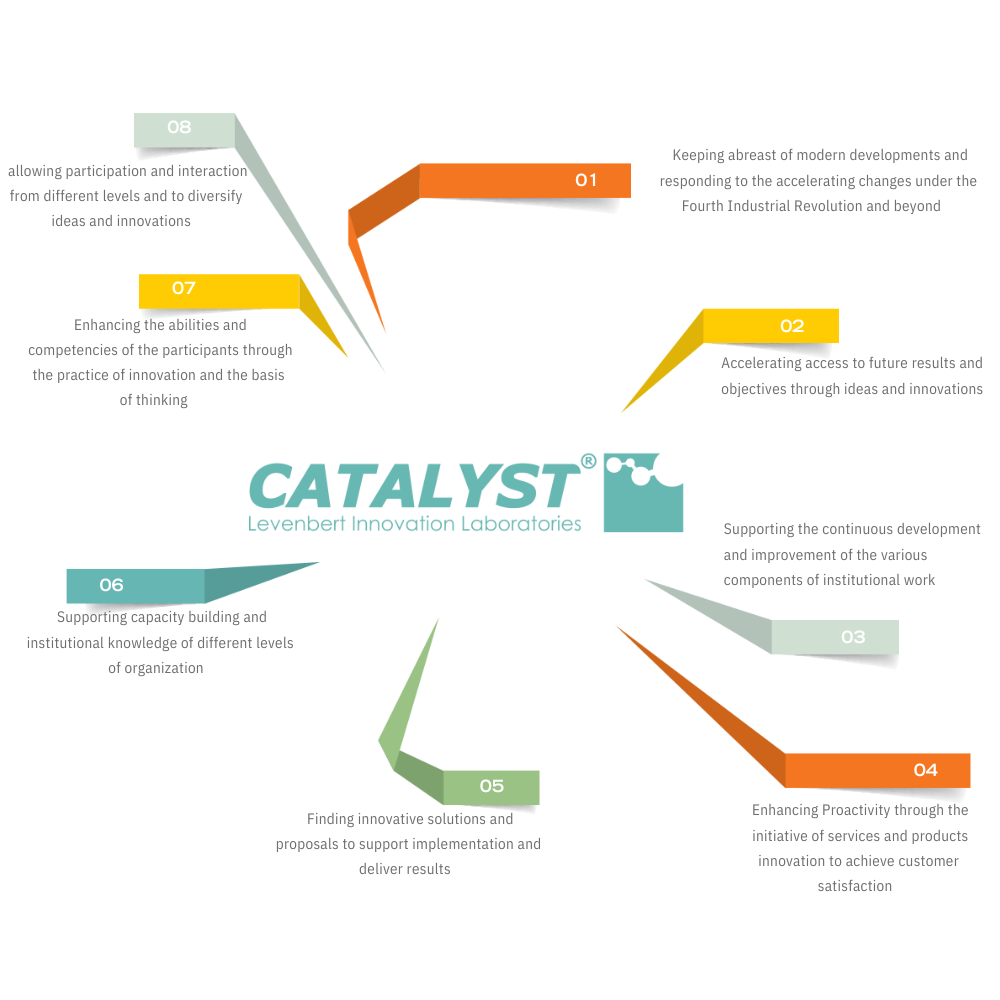 01
Keeping abreast of modern developments and
responding to the accelerating changes under the
Fourth Industrial Revolution and beyond
02
Accelerating access to future results and
objectives through ideas and innovations
Supporting the continuous development
and improvement of the various
components of institutional work
03
04
Enhancing Proactivity through the
initiative of services and products
innovation to achieve customer
satisfaction
05
Finding innovative solutions and
proposals to support implementation and
deliver results
06
Supporting capacity building and
institutional knowledge of different levels
of organization
07
Enhancing the abilities and
competencies of the participants through
the practice of innovation and the basis
of thinking
08
allowing participation and interaction
from different levels and to diversify
ideas and innovations
CATALYST®
Levenbert Innovation Laboratories